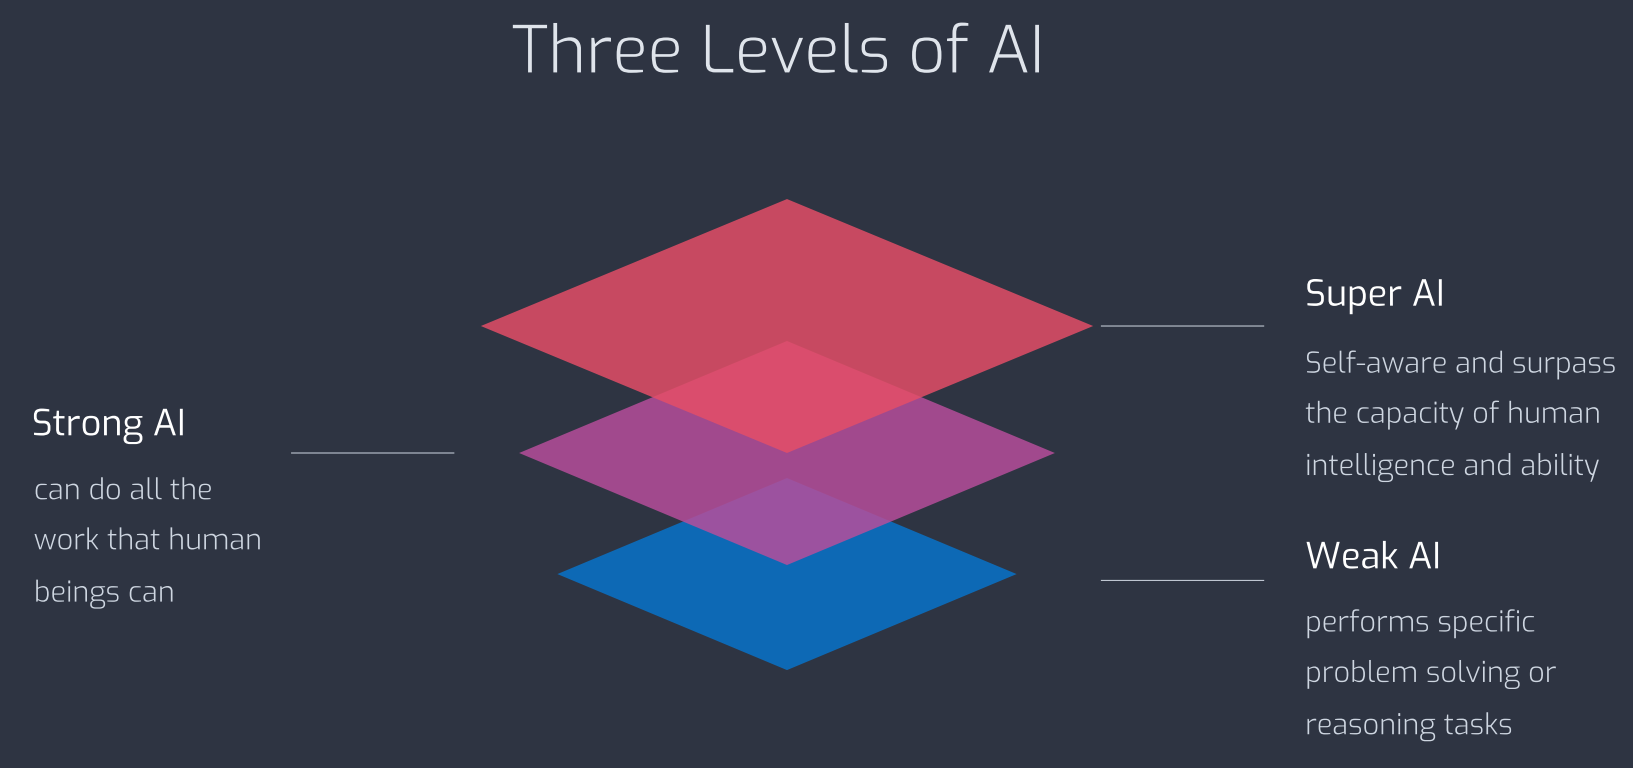 Three Levels of AI
Super AI
Self-aware and surpass
the capacity of human
intelligence and ability
Strong AI
can do all the
work that human
beings can
Weak AI
performs specific
problem solving or
reasoning tasks